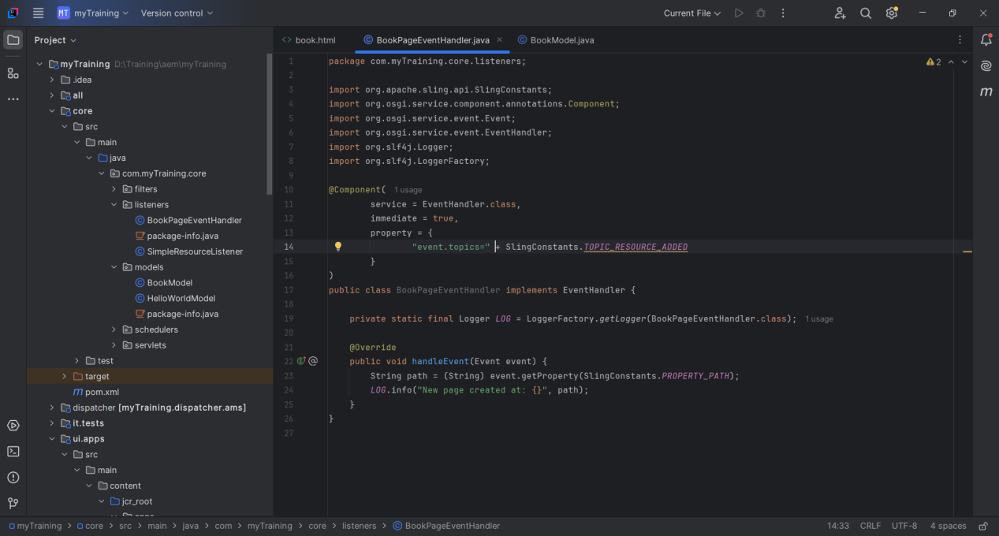 MT myTraining Version control Current File
Project
book.html BookPageEventHandler.java BookModel.java
myTraining D:\Training\aem\myTraining
.idea
all
core
src
main
java
com.myTraining.core
filters
listeners
BookPageEventHandler
package-info.java
SimpleResourceListener
models
BookModel
HelloWorldModel
package-info.java
schedulers
servlets
test
target
pom.xml
dispatcher [myTraining.dispatcher.ams]
it.tests
ui.apps
src
main
content
jcr_root
2
1 package com.myTraining.core.listeners;
2
3 import org.apache.sling.api.SlingConstants;
4 import org.osgi.service.component.annotations.Component;
5 import org.osgi.service.event.Event;
6 import org.osgi.service.event.EventHandler;
7 import org.slf4j.Logger;
8 import org.slf4j.LoggerFactory;
9
10 @Component( 1 usage
11 service = EventHandler.class,
12 immediate = true,
13 property = {
14 "event.topics=" + SlingConstants.TOPIC_RESOURCE_ADDED
15 }
16 )
17 public class BookPageEventHandler implements EventHandler {
18
19 private static final Logger LOG = LoggerFactory.getLogger(BookPageEventHandler.class); 1 usage
20
21 @Override
22 public void handleEvent(Event event) {
23 String path = (String) event.getProperty(SlingConstants.PROPERTY_PATH);
24 LOG.info("New page created at: {}", path);
25 }
26 }
27
myTraining > core > src > main > java > com > myTraining > core > listeners > BookPageEventHandler 14:33 CRLF UTF-8 4 spaces